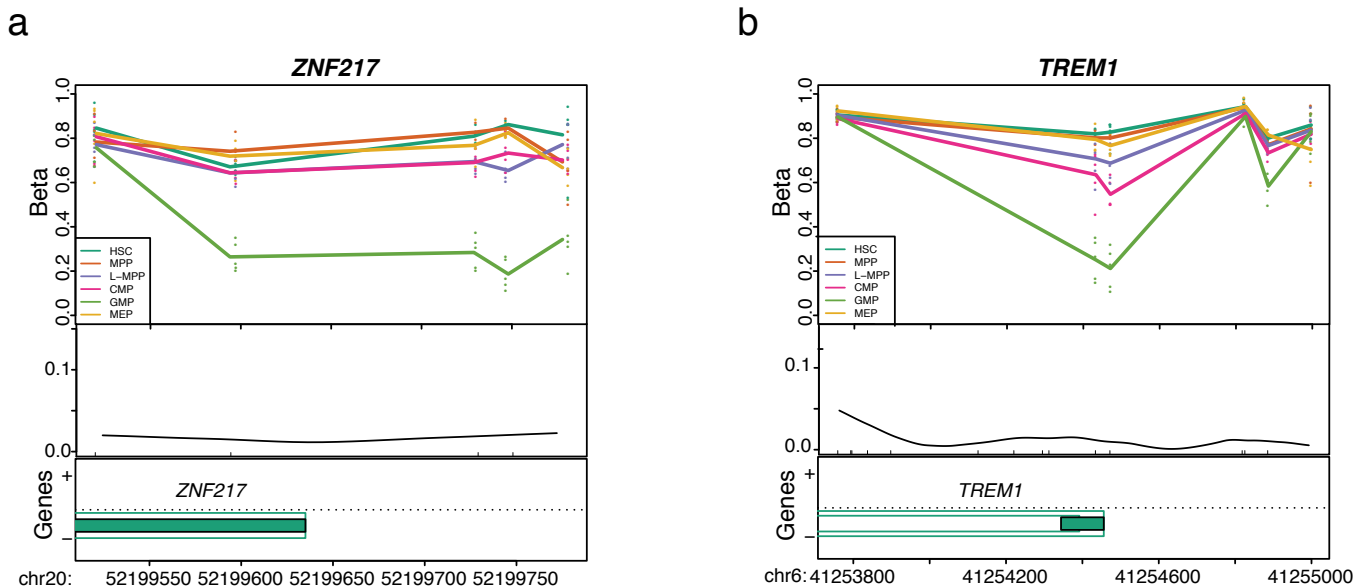 a
ZNF217
Beta
1.0
0.8
0.6
0.4
0.2
0.0
HSC
MPP
L−MPP
CMP
GMP
MEP
0.1
0.0
Genes
+
−
ZNF217
chr20: 52199550 52199600 52199650 52199700 52199750
b
TREM1
Beta
1.0
0.8
0.6
0.4
0.2
0.0
HSC
MPP
L−MPP
CMP
GMP
MEP
0.1
0.0
Genes
+
−
TREM1
chr6: 41253800 41254200 41254600 41255000